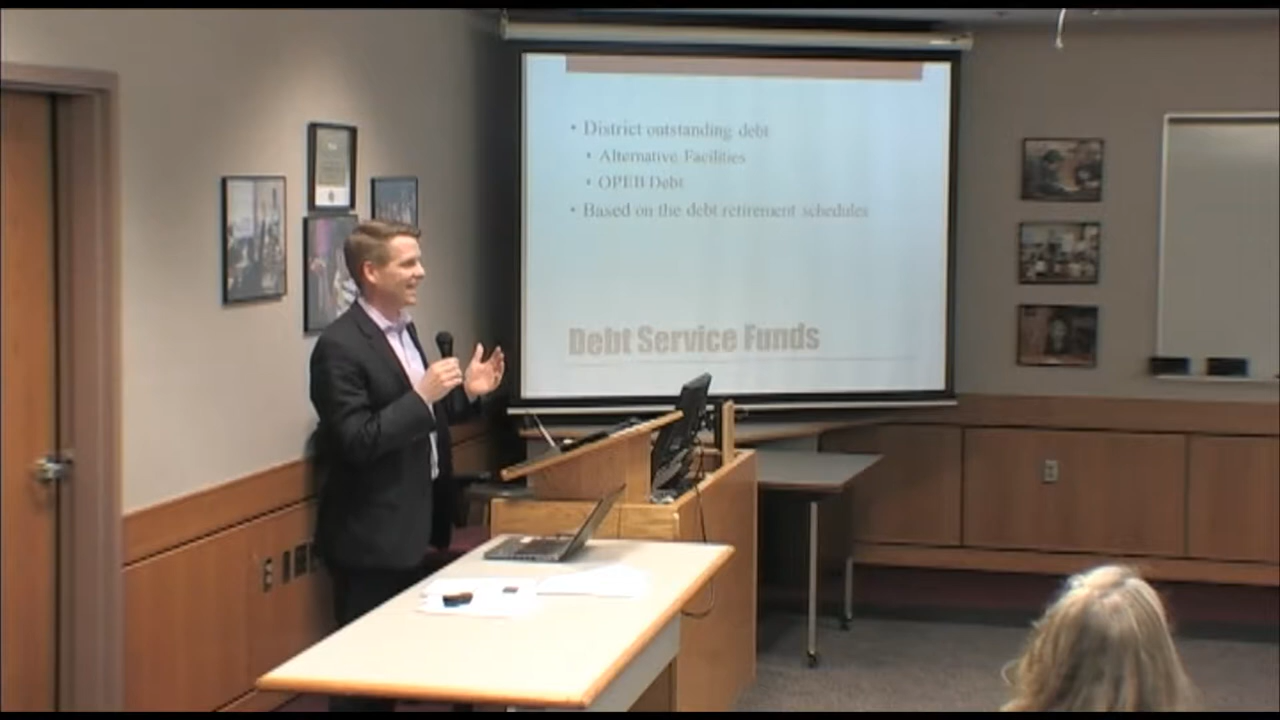 • District outstanding debt
• Alternative Facilities
• OPEB Debt
• Based on the debt retirement schedules
Debt Service Funds